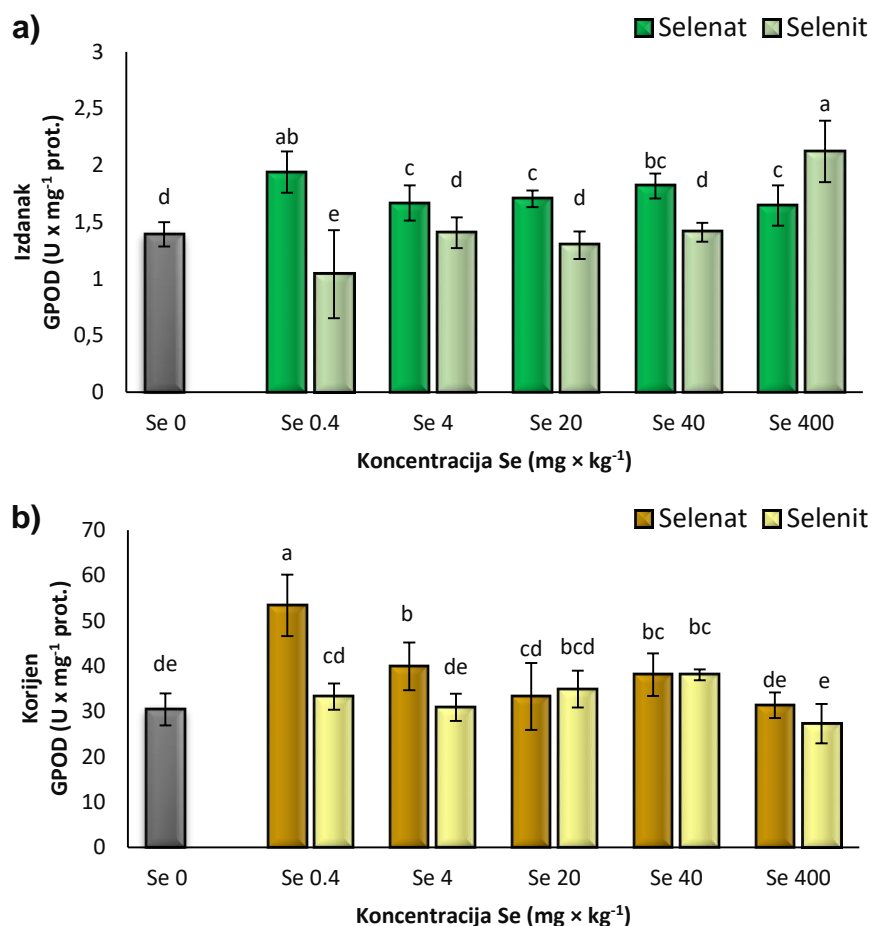 a)
Selenat Selenit
3
2,5
2
1,5
1
0,5
0
Izdanak
GPOD (U x mg-1 prot.)
d ab e c d c d bc d c a
Se 0 Se 0.4 Se 4 Se 20 Se 40 Se 400
Koncentracija Se (mg × kg-1)
b)
Selenat Selenit
70
60
50
40
30
20
10
0
Korijen
GPOD (U x mg-1 prot.)
de a cd b de cd bcd bc bc de e
Se 0 Se 0.4 Se 4 Se 20 Se 40 Se 400
Koncentracija Se (mg × kg-1)